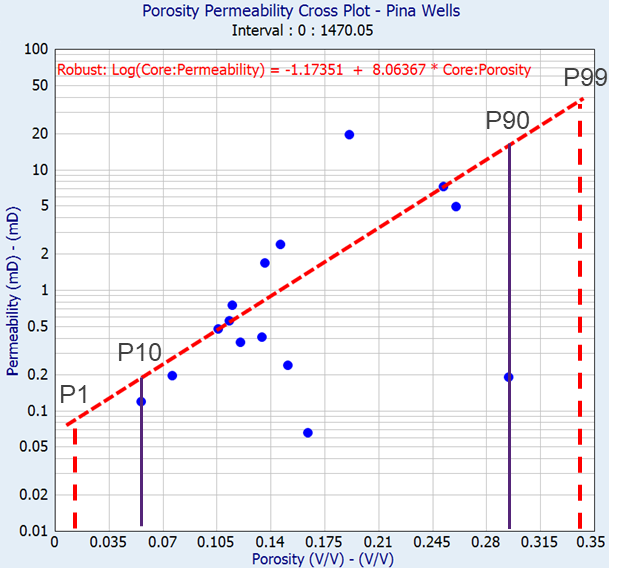 Porosity Permeability Cross Plot - Pina Wells
Interval : 0 : 1470.05
Robust: Log(Core:Permeability) = -1.17351 + 8.06367 * Core:Porosity
P99
P90
P10
P1
Permeability (mD) - (mD)
100
50
20
10
5
2
1
0.5
0.2
0.1
0.05
0.02
0.01
0 0.035 0.07 0.105 0.14 0.175 0.21 0.245 0.28 0.315 0.35
Porosity (V/V) - (V/V)